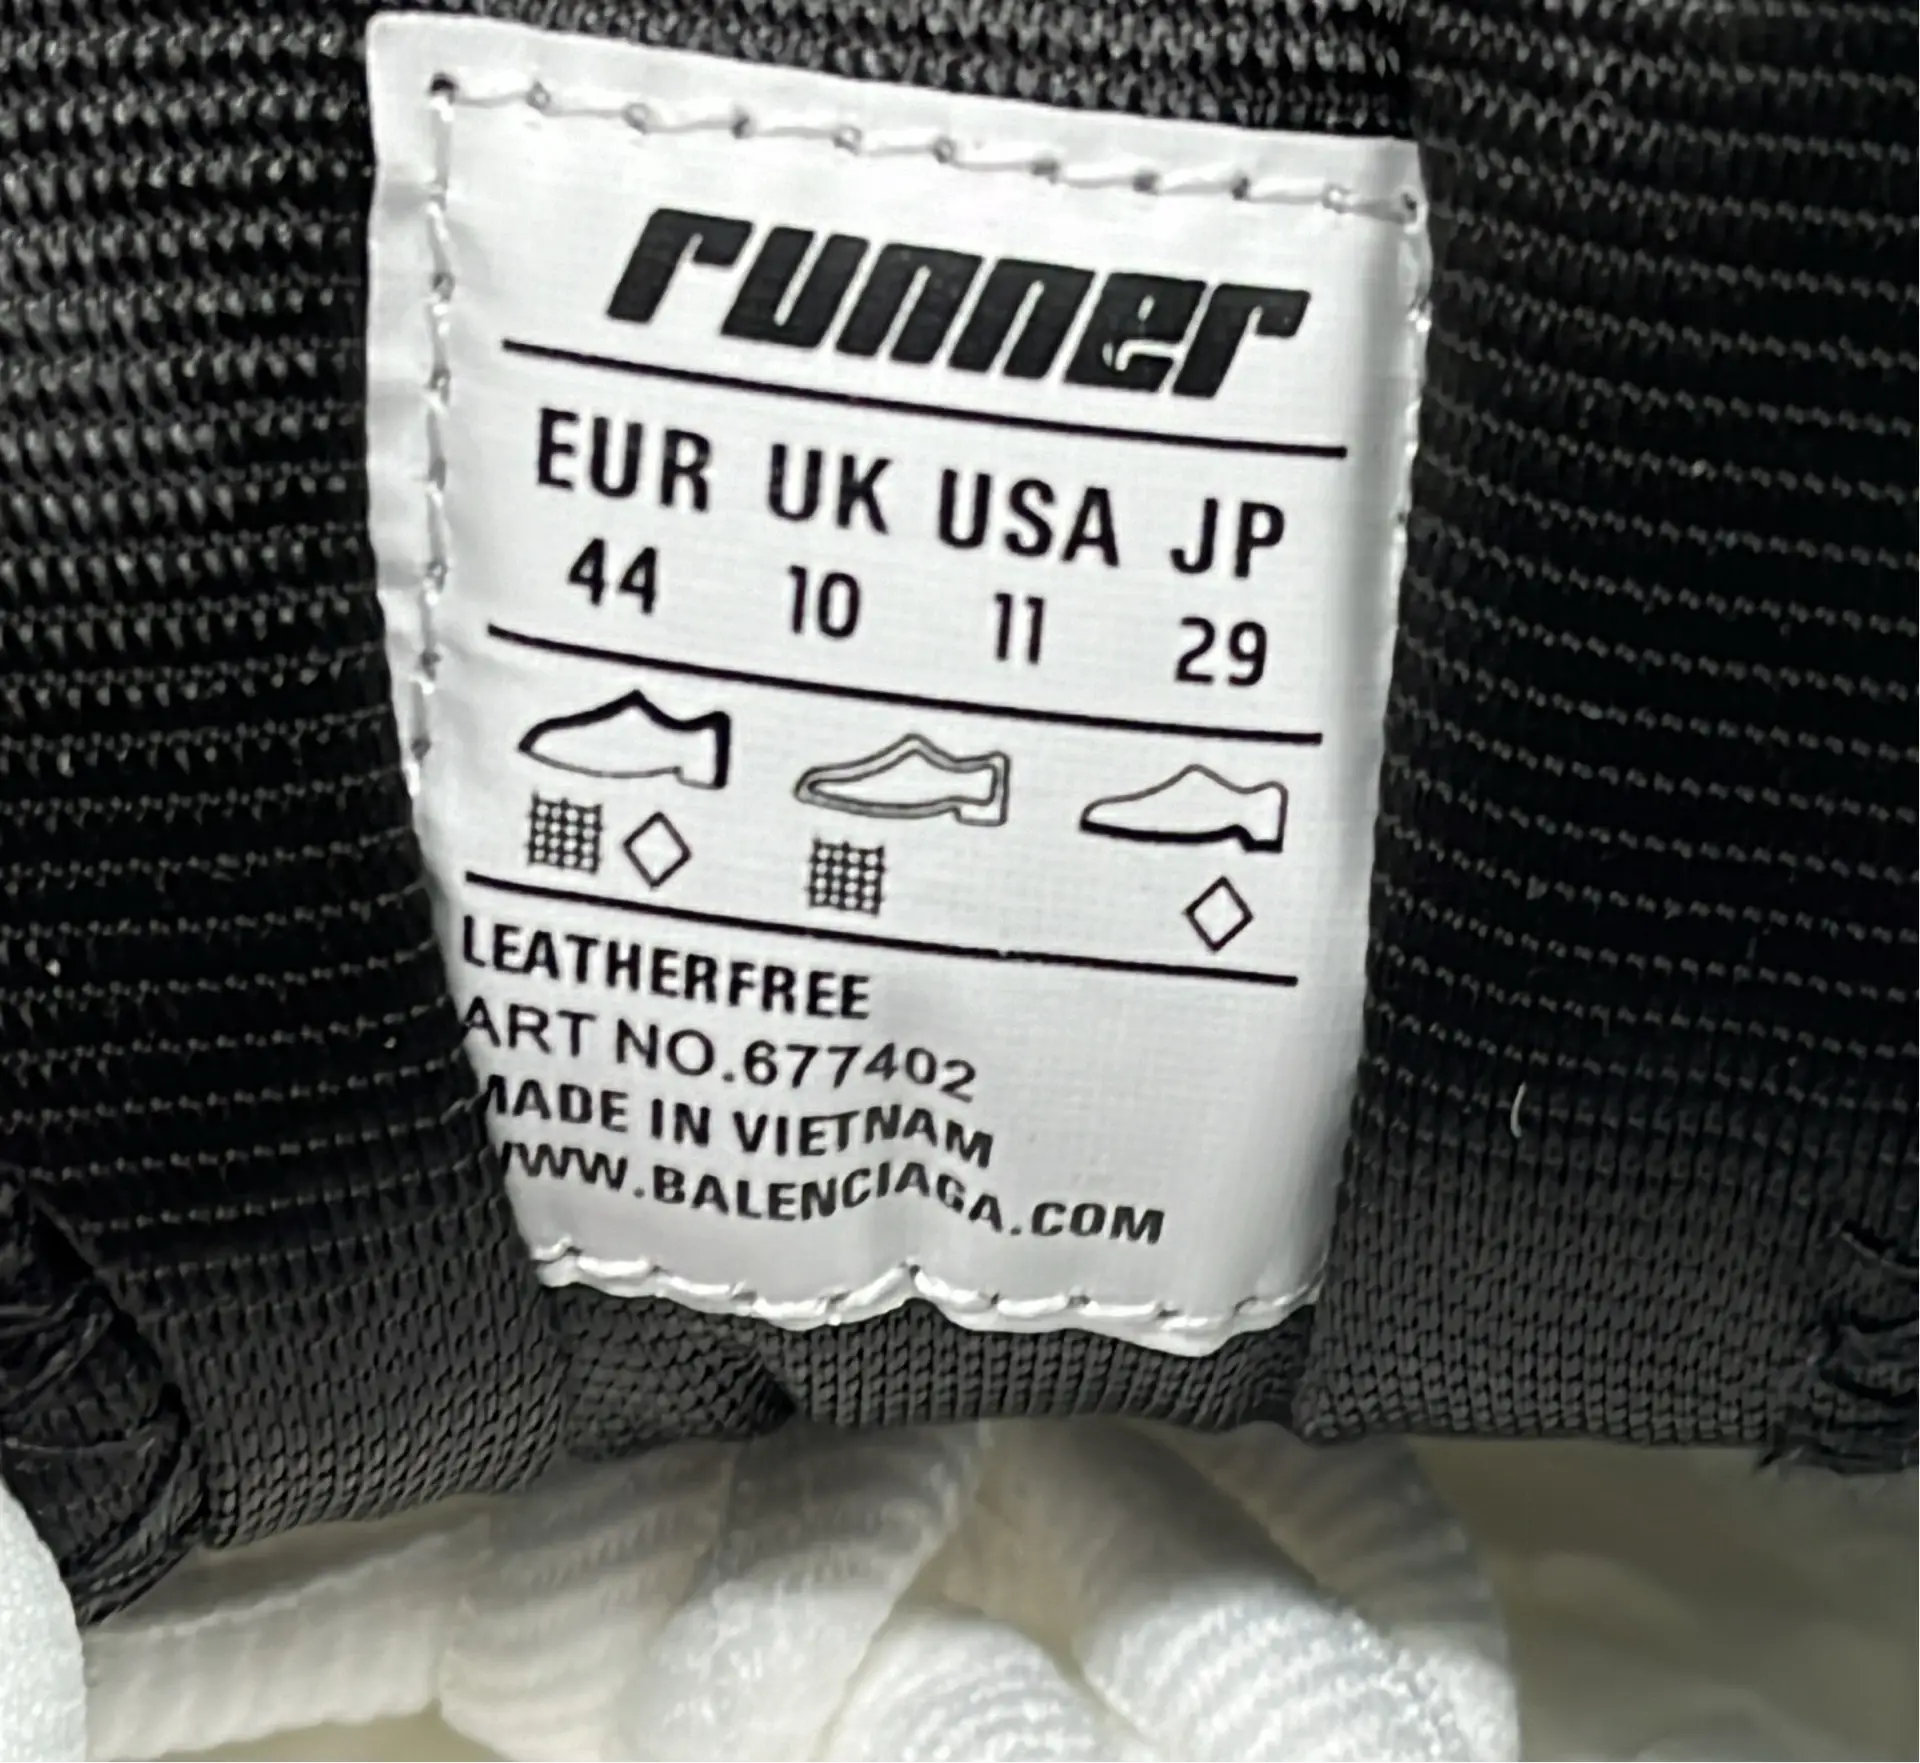 runner
EUR UK USA JP
44 10 11 29
LEATHERFREE
ART NO.677402
MADE IN VIETNAM
WWW.BALENCIAGA.COM